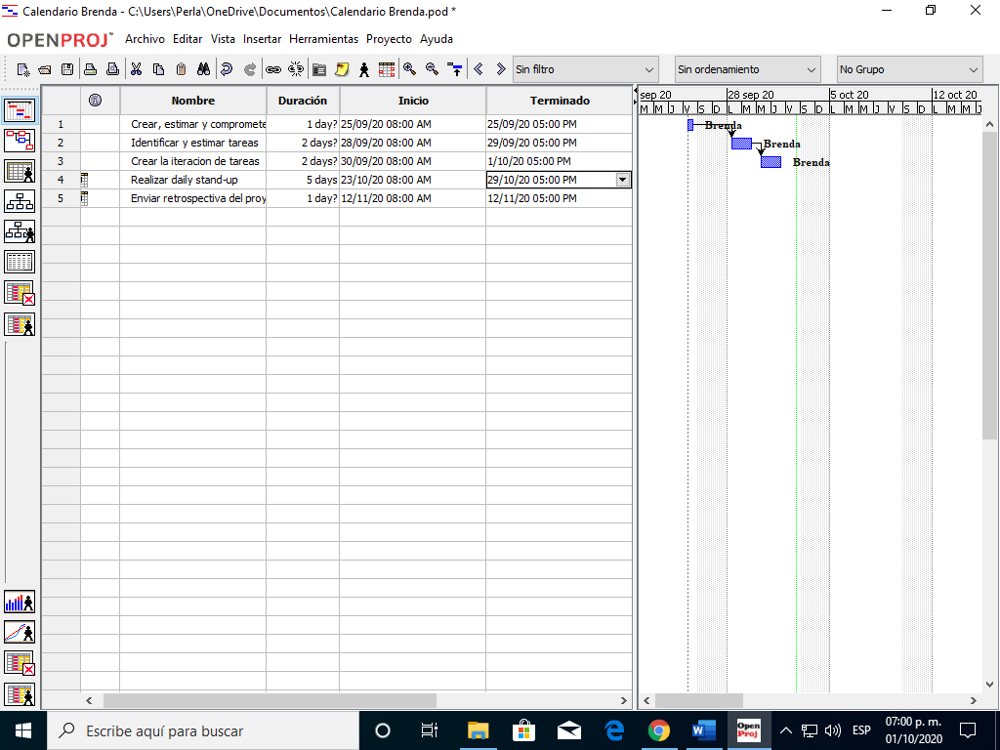 Calendario Brenda - C:\Users\Perla\OneDrive\Documentos\Calendario Brenda.pod *
OPENPROJ™ Archivo Editar Vista Insertar Herramientas Proyecto Ayuda
Sin filtro Sin ordenamiento No Grupo
Nombre Duración Inicio Terminado
1 Crear, estimar y compromete 1 day? 25/09/20 08:00 AM 25/09/20 05:00 PM
2 Identificar y estimar tareas 2 days? 28/09/20 08:00 AM 29/09/20 05:00 PM
3 Crear la iteracion de tareas 2 days? 30/09/20 08:00 AM 1/10/20 05:00 PM
4 Realizar daily stand-up 5 days 23/10/20 08:00 AM 29/10/20 05:00 PM
5 Enviar retrospectiva del proy 1 day? 12/11/20 08:00 AM 12/11/20 05:00 PM
sep 20 28 sep 20 5 oct 20 12 oct 20
M M J V S D L M M J V S D L M M J V S D L M M J
Brenda
Brenda
Brenda
Escribe aquí para buscar
Open Proj
ESP
07:00 p. m.
01/10/2020